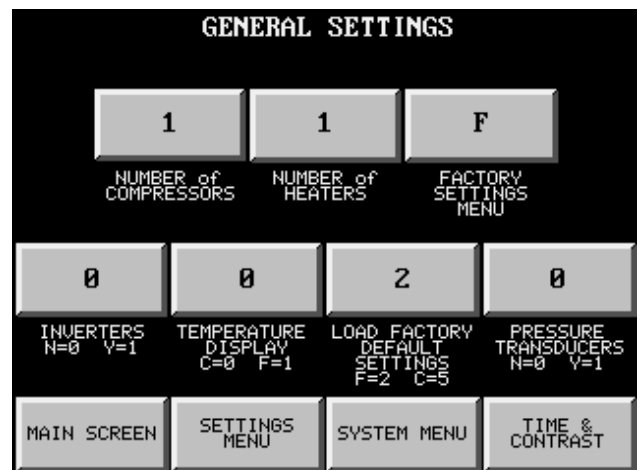 GENERAL SETTINGS
1
1
F
NUMBER of
COMPRESSORS
NUMBER of
HEATERS
FACTORY
SETTINGS
MENU
0
0
2
0
INVERTERS
N=0 Y=1
TEMPERATURE
DISPLAY
C=0 F=1
LOAD FACTORY
DEFAULT
SETTINGS
F=2 C=5
PRESSURE
TRANSDUCERS
N=0 Y=1
MAIN SCREEN
SETTINGS
MENU
SYSTEM MENU
TIME &
CONTRAST